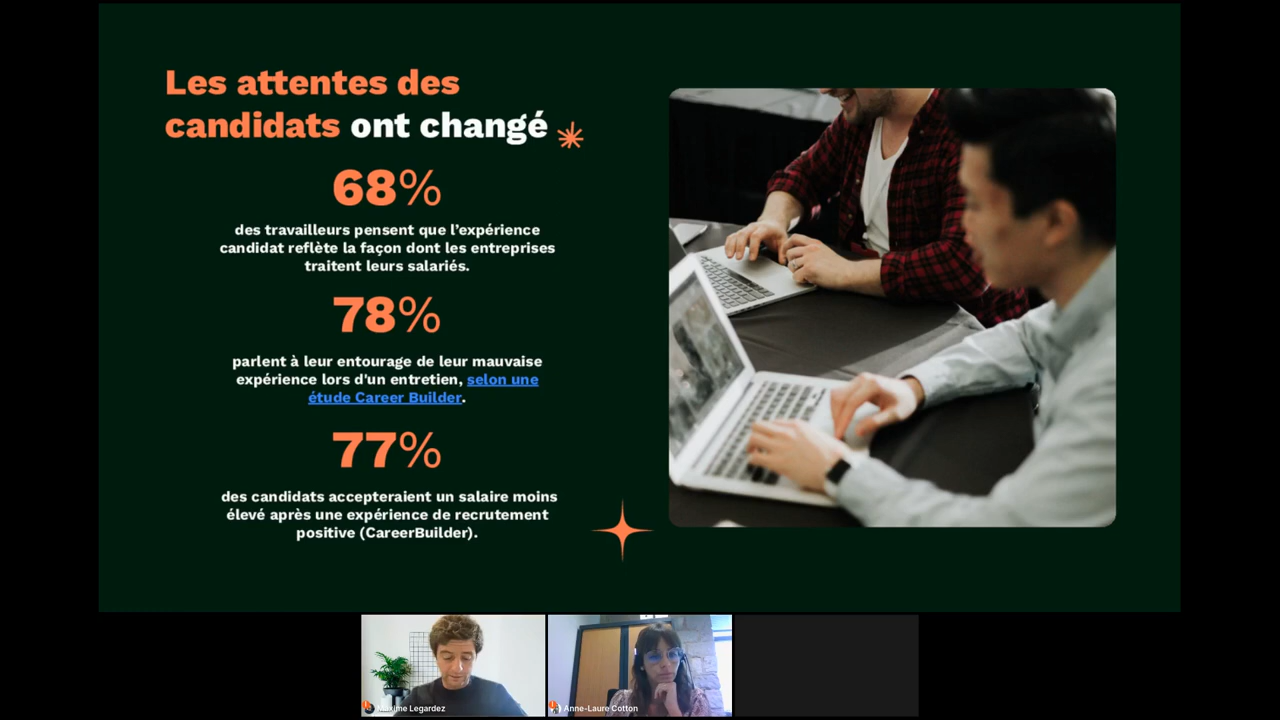 Les attentes des
candidats ont changé
68%
des travailleurs pensent que l’expérience
candidat reflète la façon dont les entreprises
traitent leurs salariés.
78%
parlent à leur entourage de leur mauvaise
expérience lors d'un entretien, selon une
étude Career Builder.
77%
des candidats accepteraient un salaire moins
élevé après une expérience de recrutement
positive (CareerBuilder).
Maxime Legardez
Anne-Laure Cotton